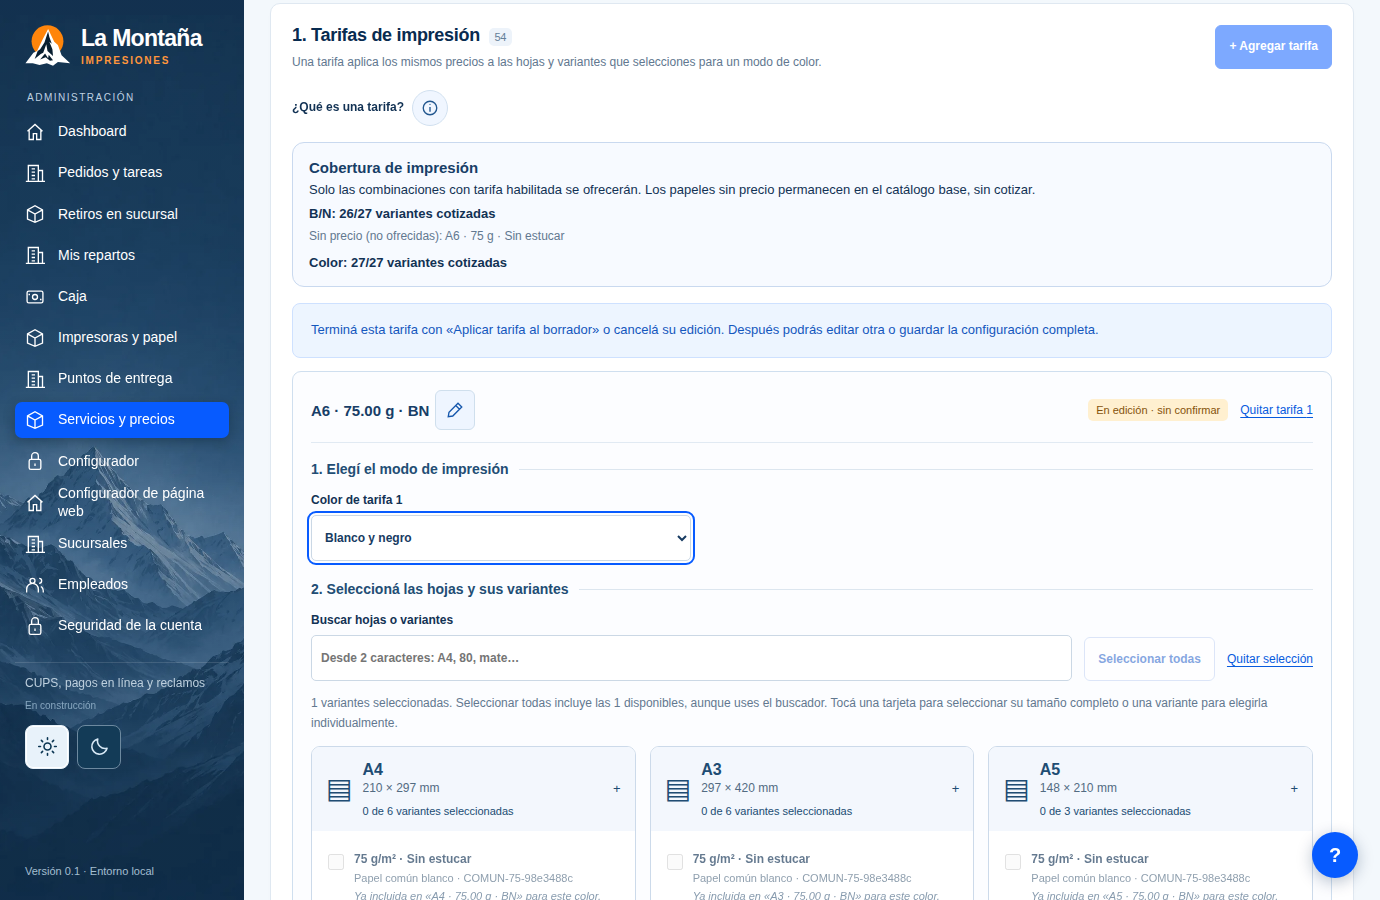 La Montaña
IMPRESIONES
ADMINISTRACIÓN
Dashboard
Pedidos y tareas
Retiros en sucursal
Mis repartos
Caja
Impresoras y papel
Puntos de entrega
Servicios y precios
Configurador
Configurador de página
web
Sucursales
Empleados
Seguridad de la cuenta
CUPS, pagos en línea y reclamos
En construcción
Versión 0.1 · Entorno local
1. Tarifas de impresión 54
+ Agregar tarifa
Una tarifa aplica los mismos precios a las hojas y variantes que selecciones para un modo de color.
¿Qué es una tarifa?
Cobertura de impresión
Solo las combinaciones con tarifa habilitada se ofrecerán. Los papeles sin precio permanecen en el catálogo base, sin cotizar.
B/N: 26/27 variantes cotizadas
Sin precio (no ofrecidas): A6 · 75 g · Sin estucar
Color: 27/27 variantes cotizadas
Terminá esta tarifa con «Aplicar tarifa al borrador» o cancelá su edición. Después podrás editar otra o guardar la configuración completa.
A6 · 75.00 g · BN
En edición · sin confirmar
Quitar tarifa 1
1. Elegí el modo de impresión
Color de tarifa 1
Blanco y negro
2. Seleccioná las hojas y sus variantes
Buscar hojas o variantes
Desde 2 caracteres: A4, 80, mate…
Seleccionar todas
Quitar selección
1 variantes seleccionadas. Seleccionar todas incluye las 1 disponibles, aunque uses el buscador. Tocá una tarjeta para seleccionar su tamaño completo o una variante para elegirla
individualmente.
A4
210 × 297 mm
+
0 de 6 variantes seleccionadas
75 g/m² · Sin estucar
Papel común blanco · COMUN-75-98e3488c
Ya incluida en «A4 · 75.00 g · BN» para este color.
A3
297 × 420 mm
+
0 de 6 variantes seleccionadas
75 g/m² · Sin estucar
Papel común blanco · COMUN-75-98e3488c
Ya incluida en «A3 · 75.00 g · BN» para este color.
A5
148 × 210 mm
+
0 de 3 variantes seleccionadas
75 g/m² · Sin estucar
Papel común blanco · COMUN-75-98e3488c
Ya incluida en «A5 · 75.00 g · BN» para este color.
?